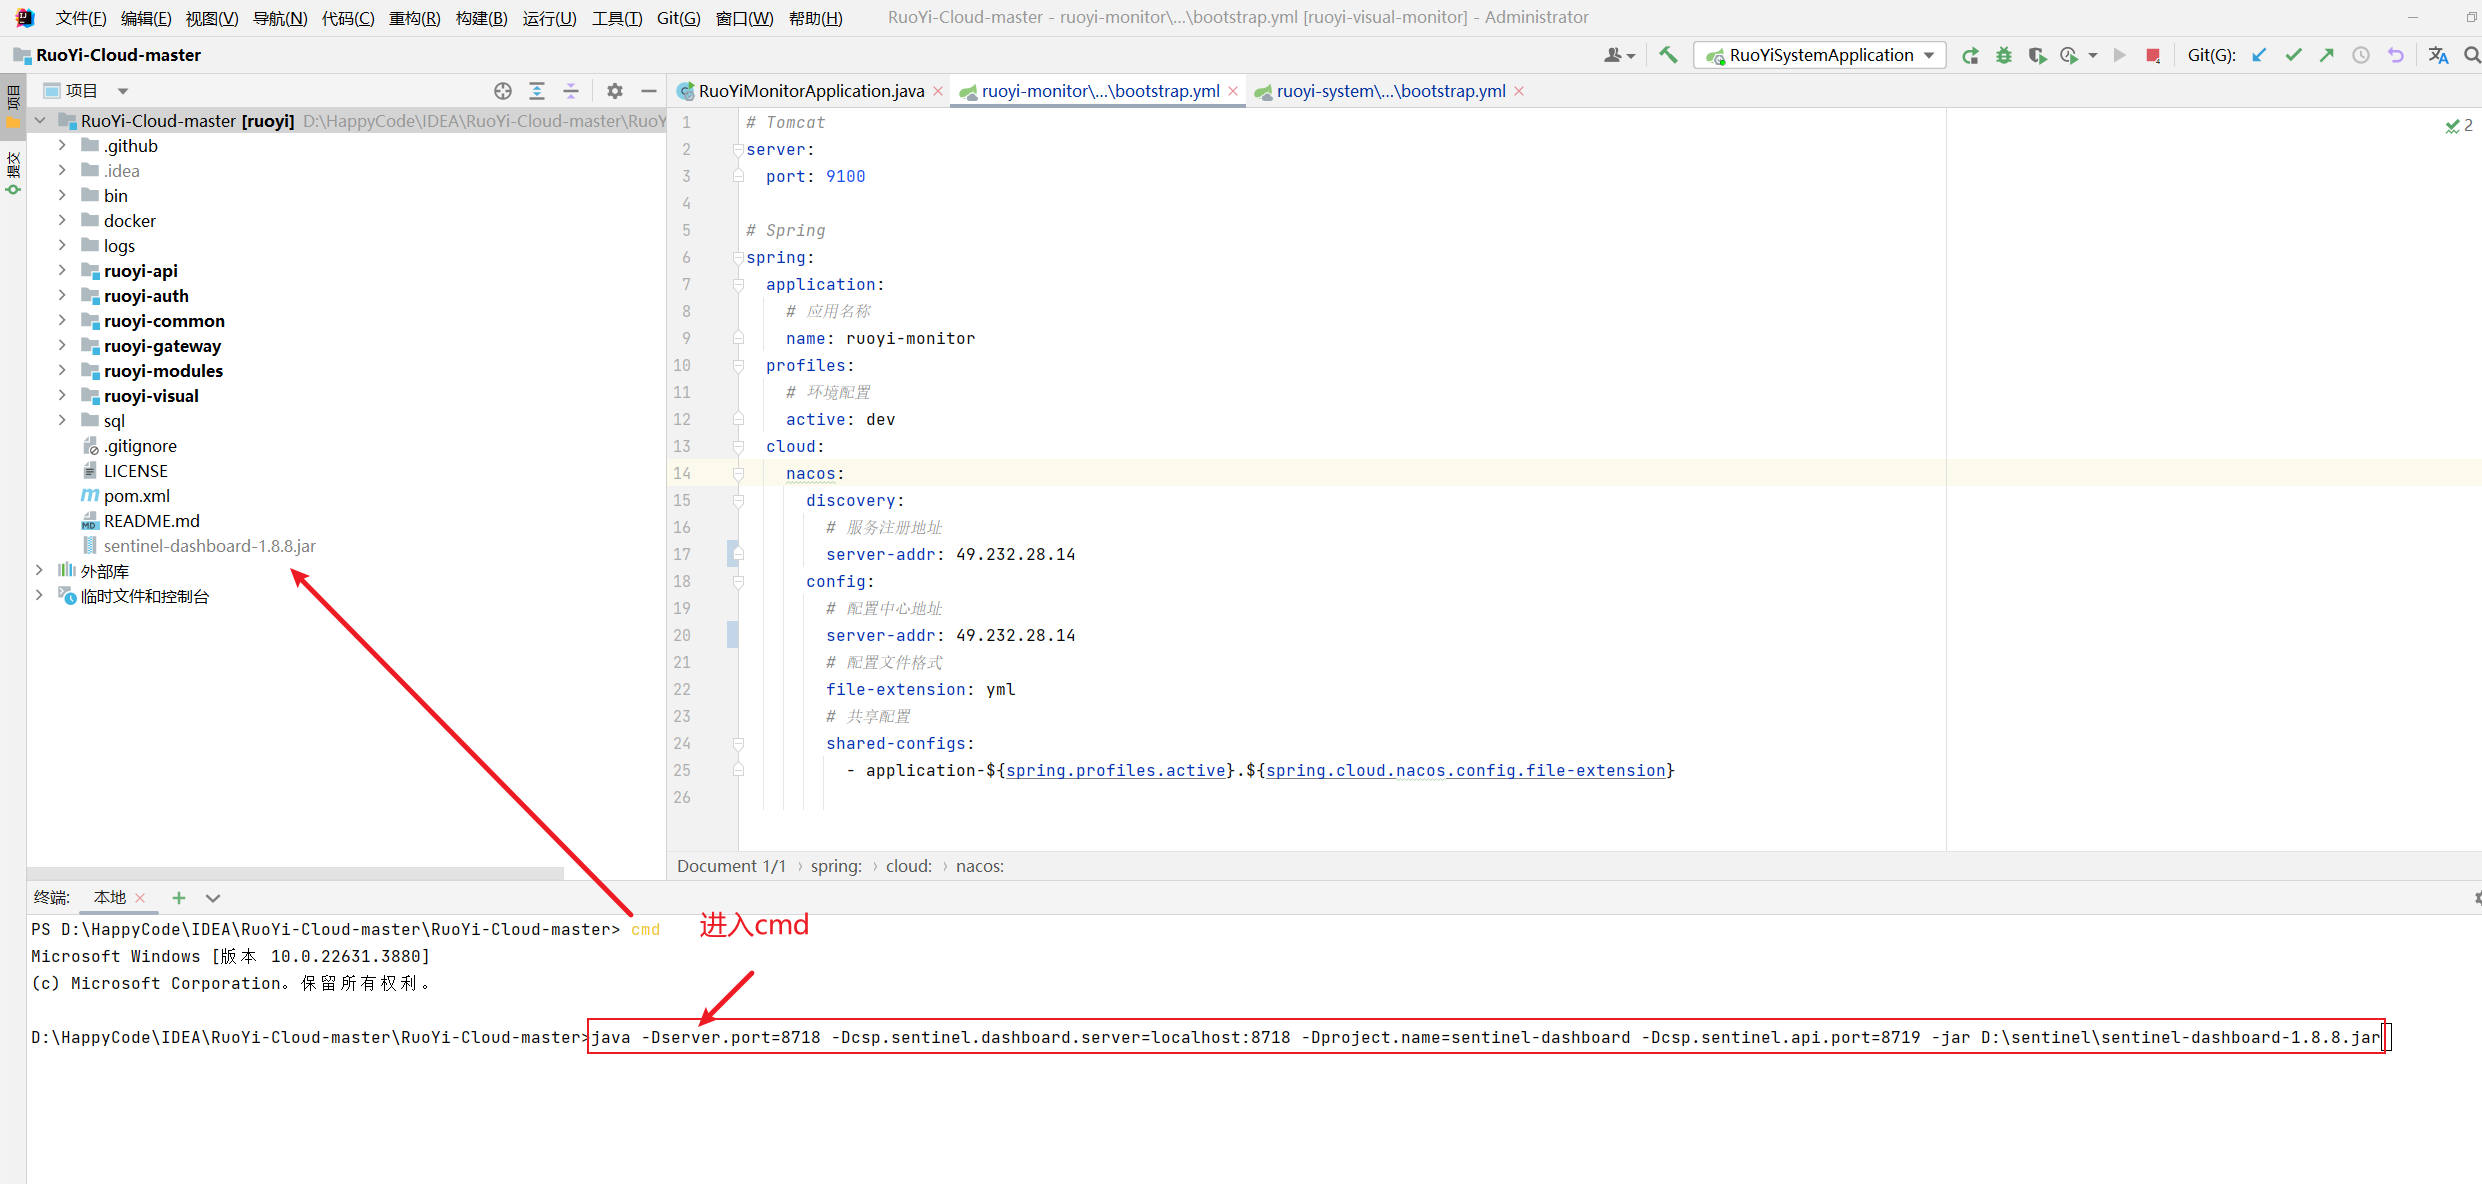 文件(F) 编辑(E) 视图(V) 导航(N) 代码(C) 重构(R) 构建(B) 运行(U) 工具(T) Git(G) 窗口(W) 帮助(H) RuoYi-Cloud-master - ruoyi-monitor\...\bootstrap.yml [ruoyi-visual-monitor] - Administrator
RuoYi-Cloud-master RuoYiSystemApplication Git(G):
项目
提交
项目
RuoYi-Cloud-master [ruoyi] D:\HappyCode\IDEA\RuoYi-Cloud-master\RuoY
.github
.idea
bin
docker
logs
ruoyi-api
ruoyi-auth
ruoyi-common
ruoyi-gateway
ruoyi-modules
ruoyi-visual
sql
.gitignore
LICENSE
pom.xml
README.md
sentinel-dashboard-1.8.8.jar
外部库
临时文件和控制台
RuoYiMonitorApplication.java ruoyi-monitor\...\bootstrap.yml ruoyi-system\...\bootstrap.yml
2
1 # Tomcat
2 server:
3 port: 9100
4
5 # Spring
6 spring:
7 application:
8 # 应用名称
9 name: ruoyi-monitor
10 profiles:
11 # 环境配置
12 active: dev
13 cloud:
14 nacos:
15 discovery:
16 # 服务注册地址
17 server-addr: 49.232.28.14
18 config:
19 # 配置中心地址
20 server-addr: 49.232.28.14
21 # 配置文件格式
22 file-extension: yml
23 # 共享配置
24 shared-configs:
25 - application-${spring.profiles.active}.${spring.cloud.nacos.config.file-extension}
26
Document 1/1 › spring: › cloud: › nacos:
终端: 本地
PS D:\HappyCode\IDEA\RuoYi-Cloud-master\RuoYi-Cloud-master> cmd
进入cmd
Microsoft Windows [版本 10.0.22631.3880]
(c) Microsoft Corporation。保留所有权利。
D:\HappyCode\IDEA\RuoYi-Cloud-master\RuoYi-Cloud-master>java -Dserver.port=8718 -Dcsp.sentinel.dashboard.server=localhost:8718 -Dproject.name=sentinel-dashboard -Dcsp.sentinel.api.port=8719 -jar D:\sentinel\sentinel-dashboard-1.8.8.jar